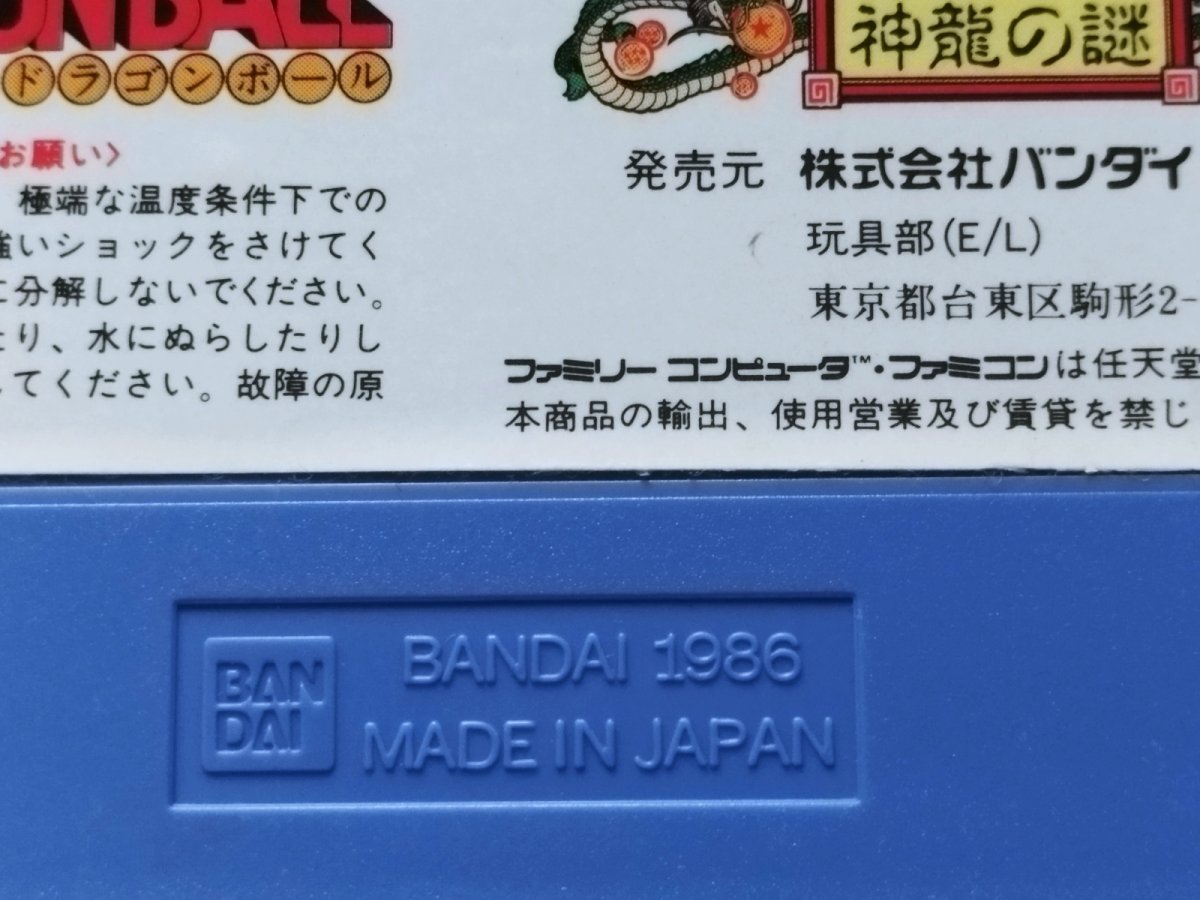 ONBALL
ドラゴンボール
神龍の謎
お願い〉
極端な温度条件下での
強いショックをさけてく
に分解しないでください。
たり、水にぬらしたりし
してください。故障の原
発売元 株式会社バンダイ
玩具部(E/L)
東京都台東区駒形2-
ファミリーコンピュータ™・ファミコンは任天堂
本商品の輸出、使用営業及び賃貸を禁じ
BAN
DAI
BANDAI 1986
MADE IN JAPAN